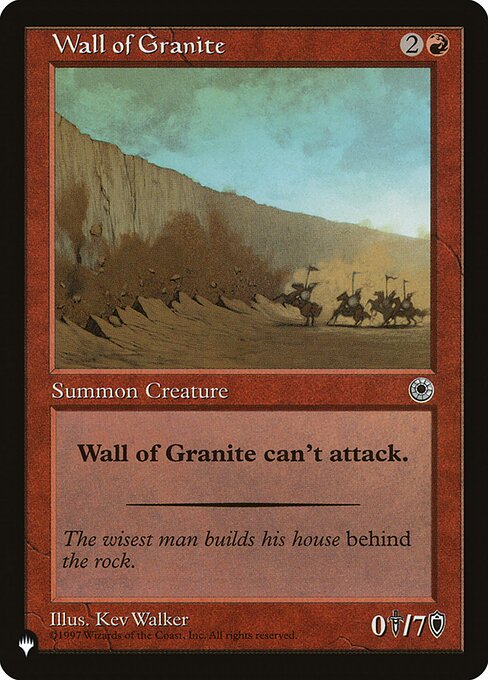 Wall of Granite 2
Summon Creature
Wall of Granite can't attack.
The wisest man builds his house behind
the rock.
Illus. Kev Walker
©1997 Wizards of the Coast, Inc. All rights reserved.
0/7